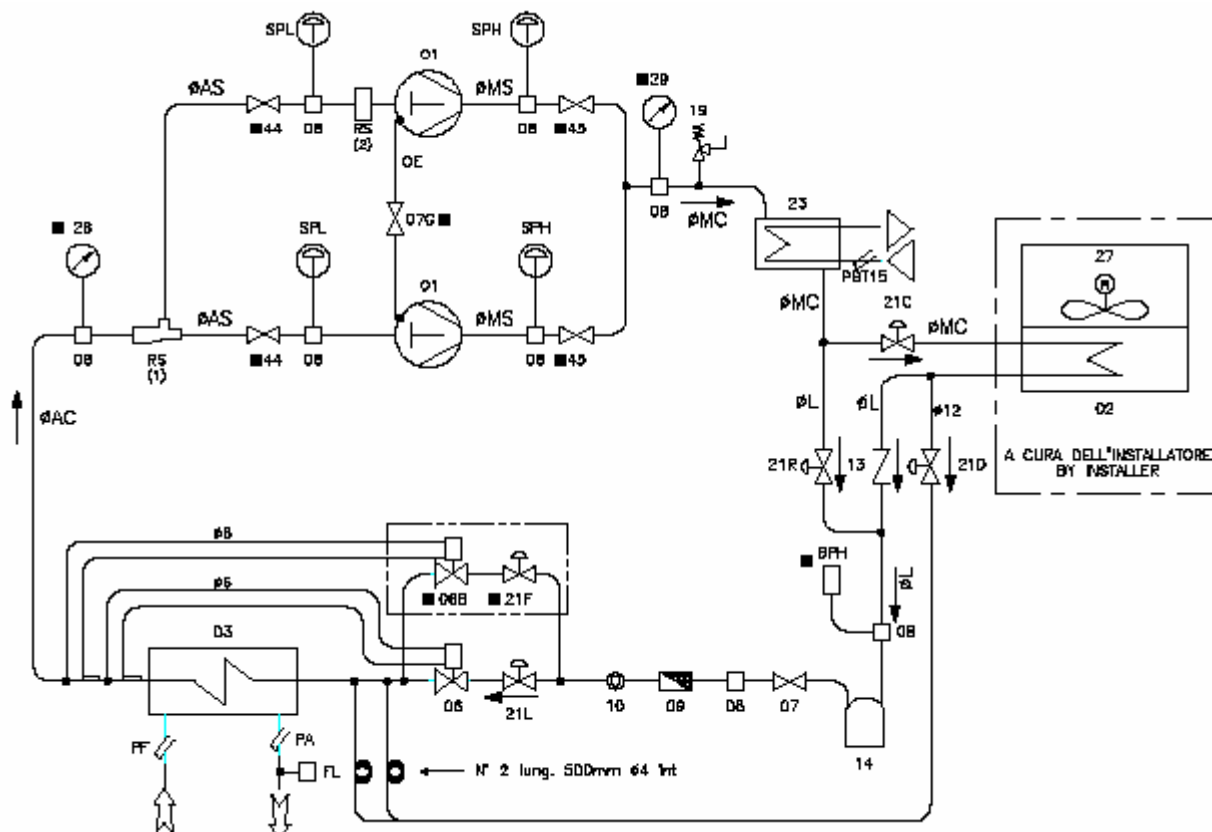 SPL
SPH
01
■29
19
ØAS
ØMS
■44
08
RS
(2)
08
■45
OE
08
ØMC
23
07G■
■28
SPL
SPH
PBT15
27
M
01
ØMC
21C
ØMC
ØAS
ØMS
08
RS
(1)
■44
08
08
■45
02
ØAC
ØL
ØL
Ø12
21R
13
21D
A CURA DELL'INSTALLATORE
BY INSTALLER
Ø6
■ BPH
ØL
■06B
■21F
Ø6
03
08
06
21L
10
09
08
07
14
PF
PA
FL
N° 2 lung. 500mm Ø4 Int